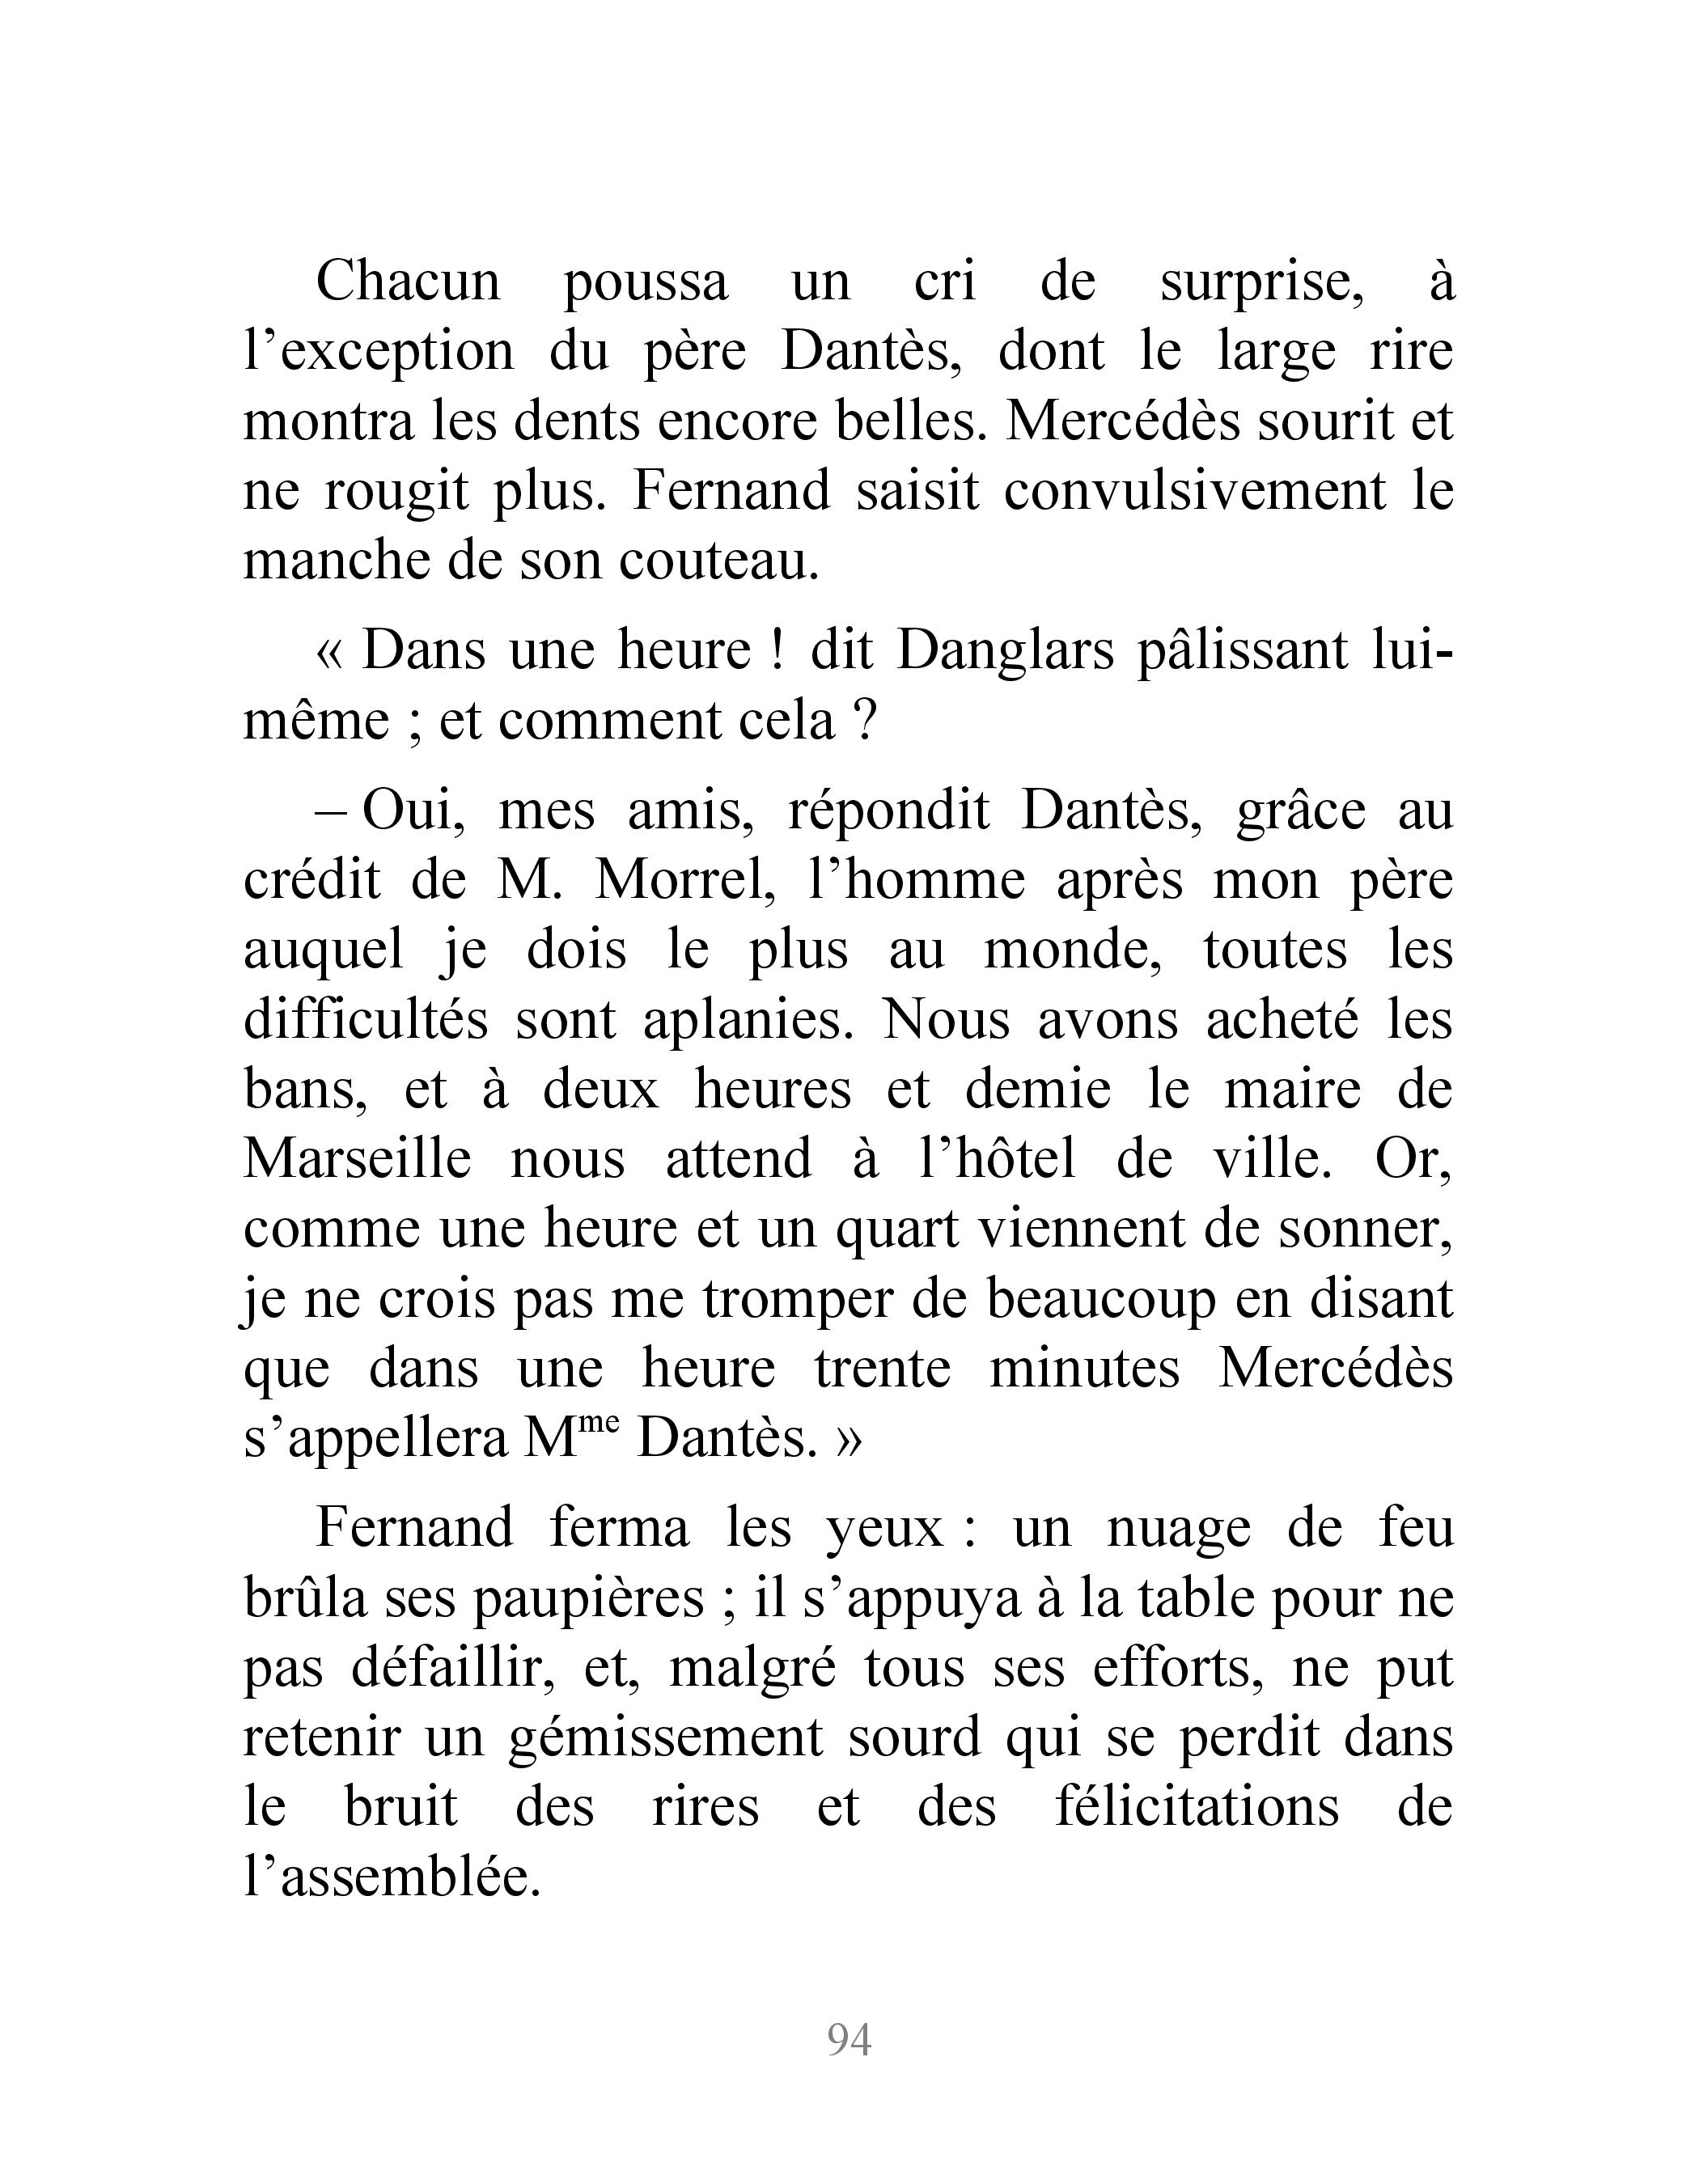 Chacun poussa un cri de surprise, à
l’exception du père Dantès, dont le large rire
montra les dents encore belles. Mercédès sourit et
ne rougit plus. Fernand saisit convulsivement le
manche de son couteau.
« Dans une heure ! dit Danglars pâlissant lui-
même ; et comment cela ?
– Oui, mes amis, répondit Dantès, grâce au
crédit de M. Morrel, l’homme après mon père
auquel je dois le plus au monde, toutes les
difficultés sont aplanies. Nous avons acheté les
bans, et à deux heures et demie le maire de
Marseille nous attend à l’hôtel de ville. Or,
comme une heure et un quart viennent de sonner,
je ne crois pas me tromper de beaucoup en disant
que dans une heure trente minutes Mercédès
s’appellera Mme Dantès. »
Fernand ferma les yeux : un nuage de feu
brûla ses paupières ; il s’appuya à la table pour ne
pas défaillir, et, malgré tous ses efforts, ne put
retenir un gémissement sourd qui se perdit dans
le bruit des rires et des félicitations de
l’assemblée.
94